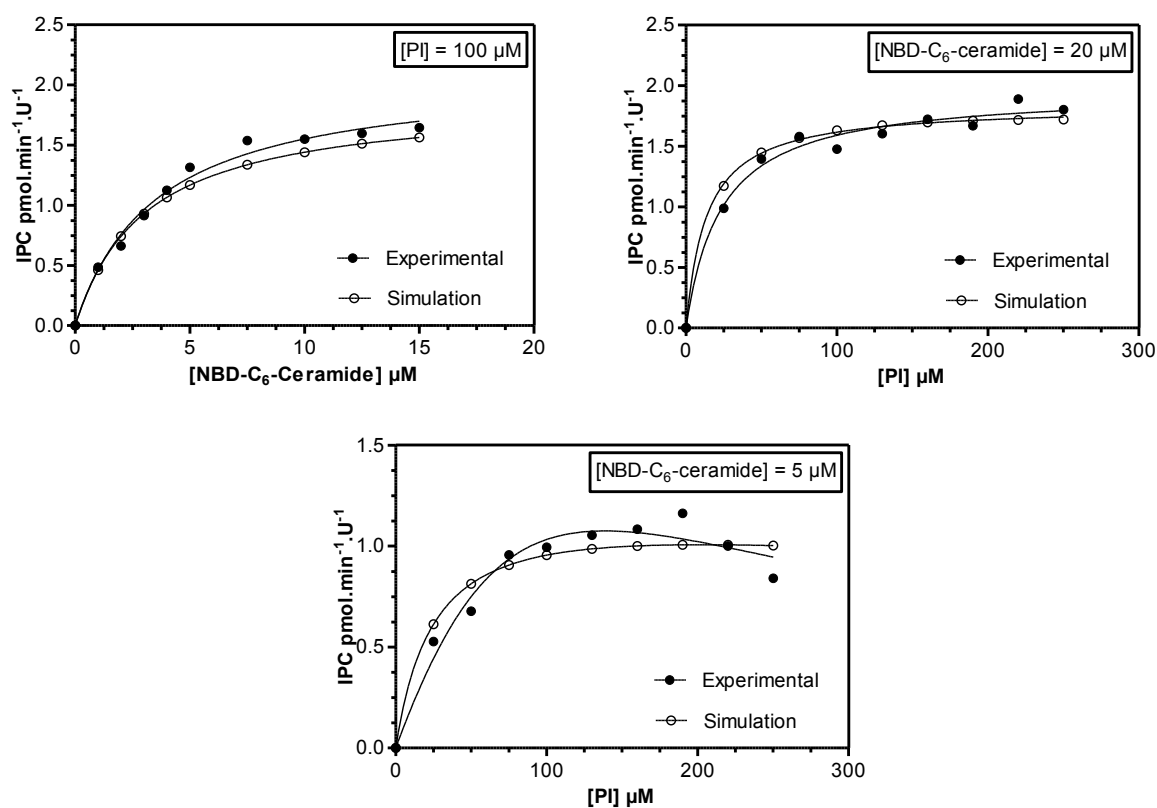 [PI] = 100 µM
2.5
2.0
1.5
1.0
0.5
0.0
IPC pmol.min⁻¹.U⁻¹
Experimental
Simulation
0 5 10 15 20
[NBD-C₆-Ceramide] µM
[NBD-C₆-ceramide] = 20 µM
2.5
2.0
1.5
1.0
0.5
0.0
IPC pmol.min⁻¹.U⁻¹
Experimental
Simulation
0 100 200 300
[PI] µM
[NBD-C₆-ceramide] = 5 µM
1.5
1.0
0.5
0.0
IPC pmol.min⁻¹.U⁻¹
Experimental
Simulation
0 100 200 300
[PI] µM